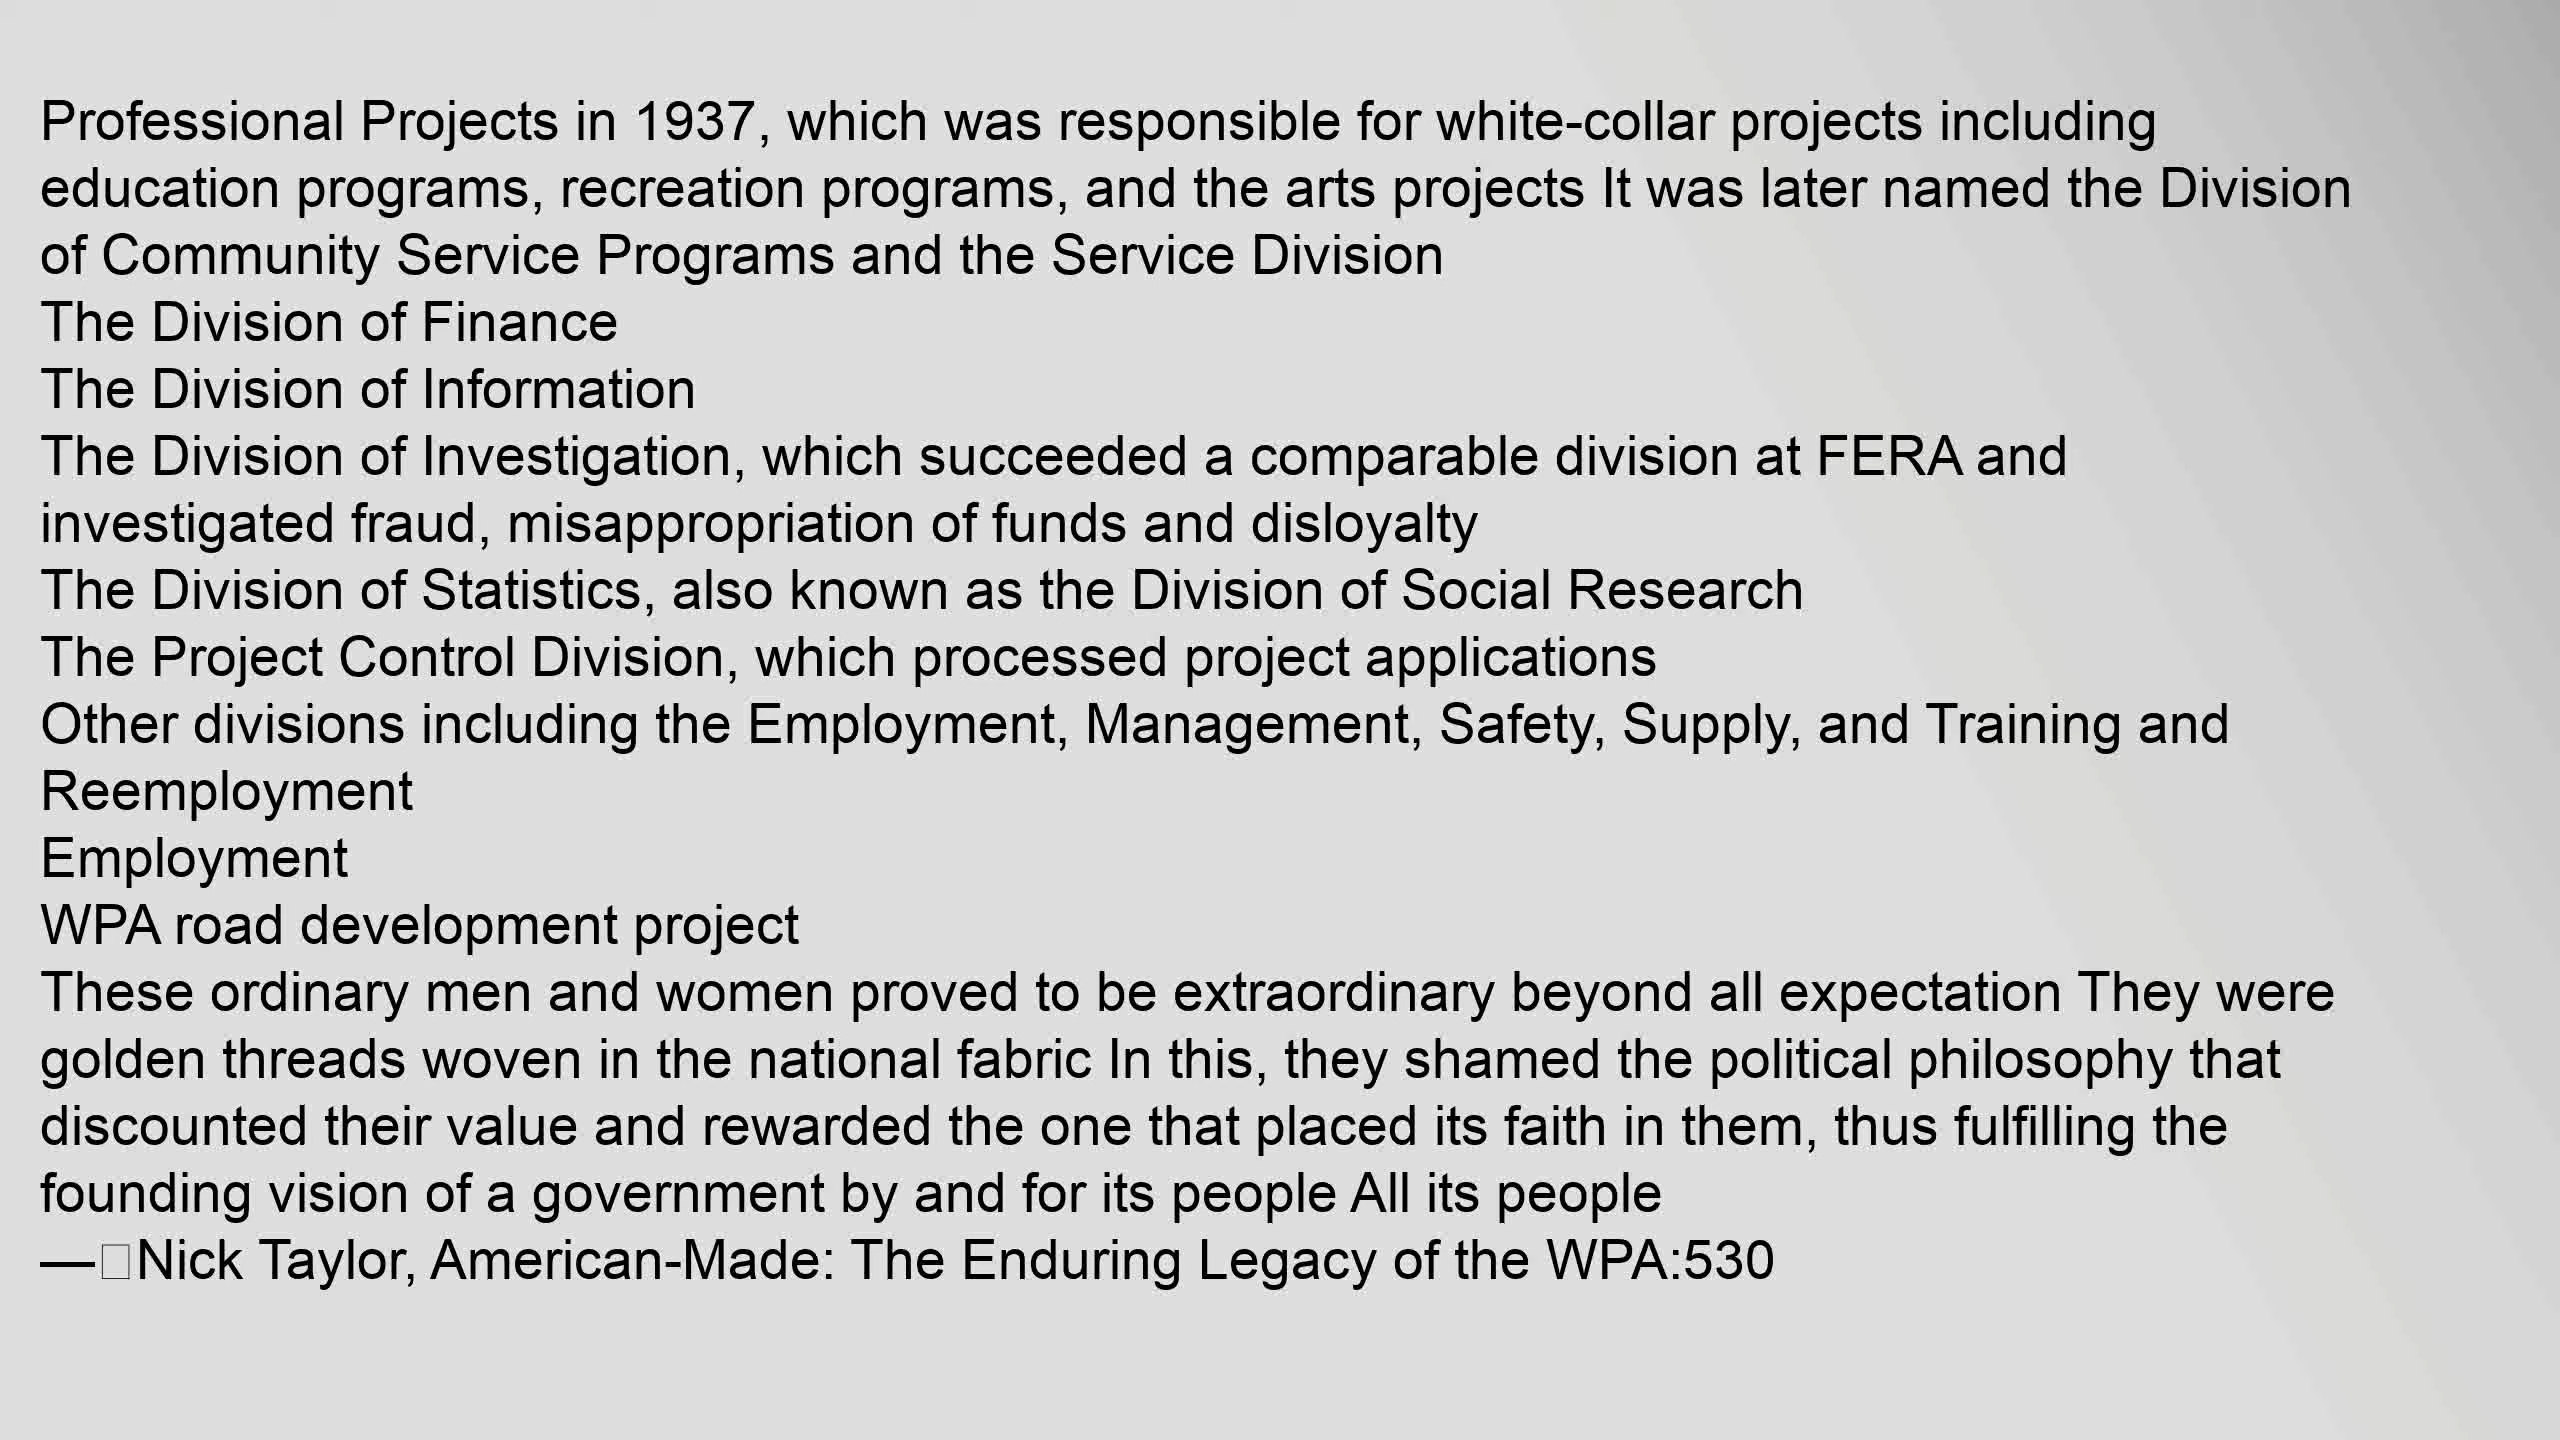 Professional Projects in 1937, which was responsible for white-collar projects including
education programs, recreation programs, and the arts projects It was later named the Division
of Community Service Programs and the Service Division
The Division of Finance
The Division of Information
The Division of Investigation, which succeeded a comparable division at FERA and
investigated fraud, misappropriation of funds and disloyalty
The Division of Statistics, also known as the Division of Social Research
The Project Control Division, which processed project applications
Other divisions including the Employment, Management, Safety, Supply, and Training and
Reemployment
Employment
WPA road development project
These ordinary men and women proved to be extraordinary beyond all expectation They were
golden threads woven in the national fabric In this, they shamed the political philosophy that
discounted their value and rewarded the one that placed its faith in them, thus fulfilling the
founding vision of a government by and for its people All its people
—□Nick Taylor, American-Made: The Enduring Legacy of the WPA:530